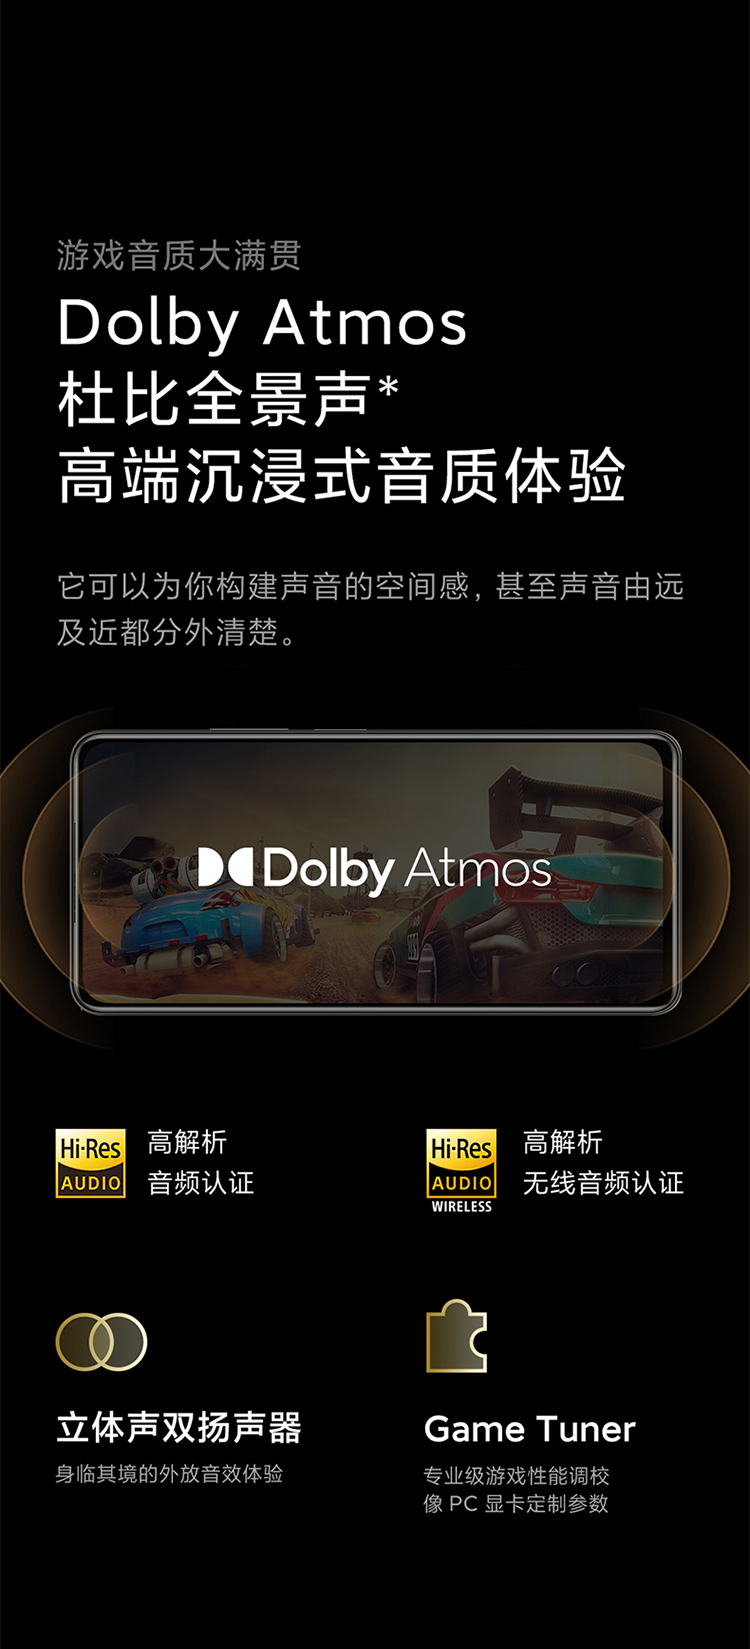 游戏音质大满贯
Dolby Atmos
杜比全景声*
高端沉浸式音质体验
它可以为你构建声音的空间感，甚至声音由远
及近都分外清楚。
Dolby Atmos
Hi-Res
AUDIO
高解析
音频认证
Hi-Res
AUDIO
WIRELESS
高解析
无线音频认证
立体声双扬声器
身临其境的外放音效体验
Game Tuner
专业级游戏性能调校
像 PC 显卡定制参数